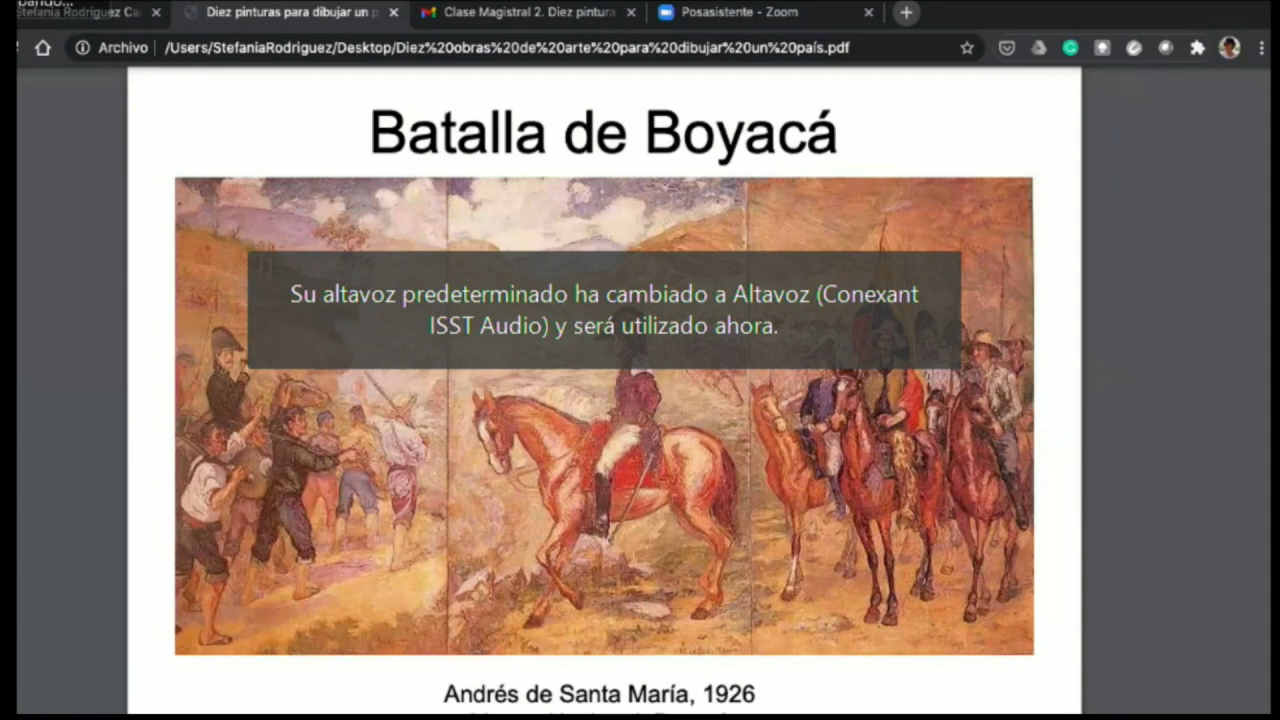 Stefania Rodriguez Ca
Diez pinturas para dibujar un p
Clase Magistral 2. Diez pintura
Posasistente - Zoom
Archivo
/Users/StefaniaRodriguez/Desktop/Diez%20obras%20de%20arte%20para%20dibujar%20un%20país.pdf
Batalla de Boyacá
Su altavoz predeterminado ha cambiado a Altavoz (Conexant
ISST Audio) y será utilizado ahora.
Andrés de Santa María, 1926